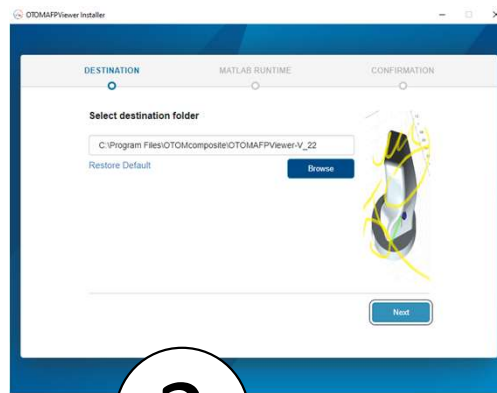 OTOMAFPViewer Installer
DESTINATION MATLAB RUNTIME CONFIRMATION
Select destination folder
C:\Program Files\OTOMcomposite\OTOMAFPViewer-V_22
Restore Default Browse
Next